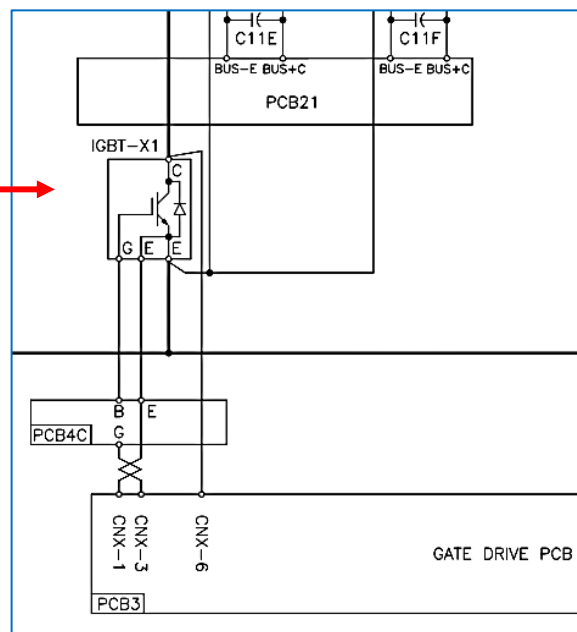 C11E C11F
BUS-E BUS+C BUS-E BUS+C
PCB21
IGBT-X1
C
G E E
B E
PCB4C G
CNX-1 CNX-3 CNX-6
GATE DRIVE PCB
PCB3